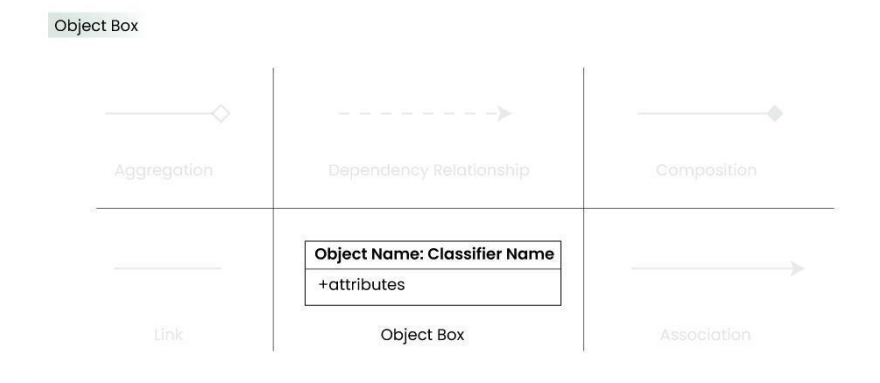 Object Box
Aggregation
Dependency Relationship
Composition
Object Name: Classifier Name
+attributes
Link
Object Box
Association